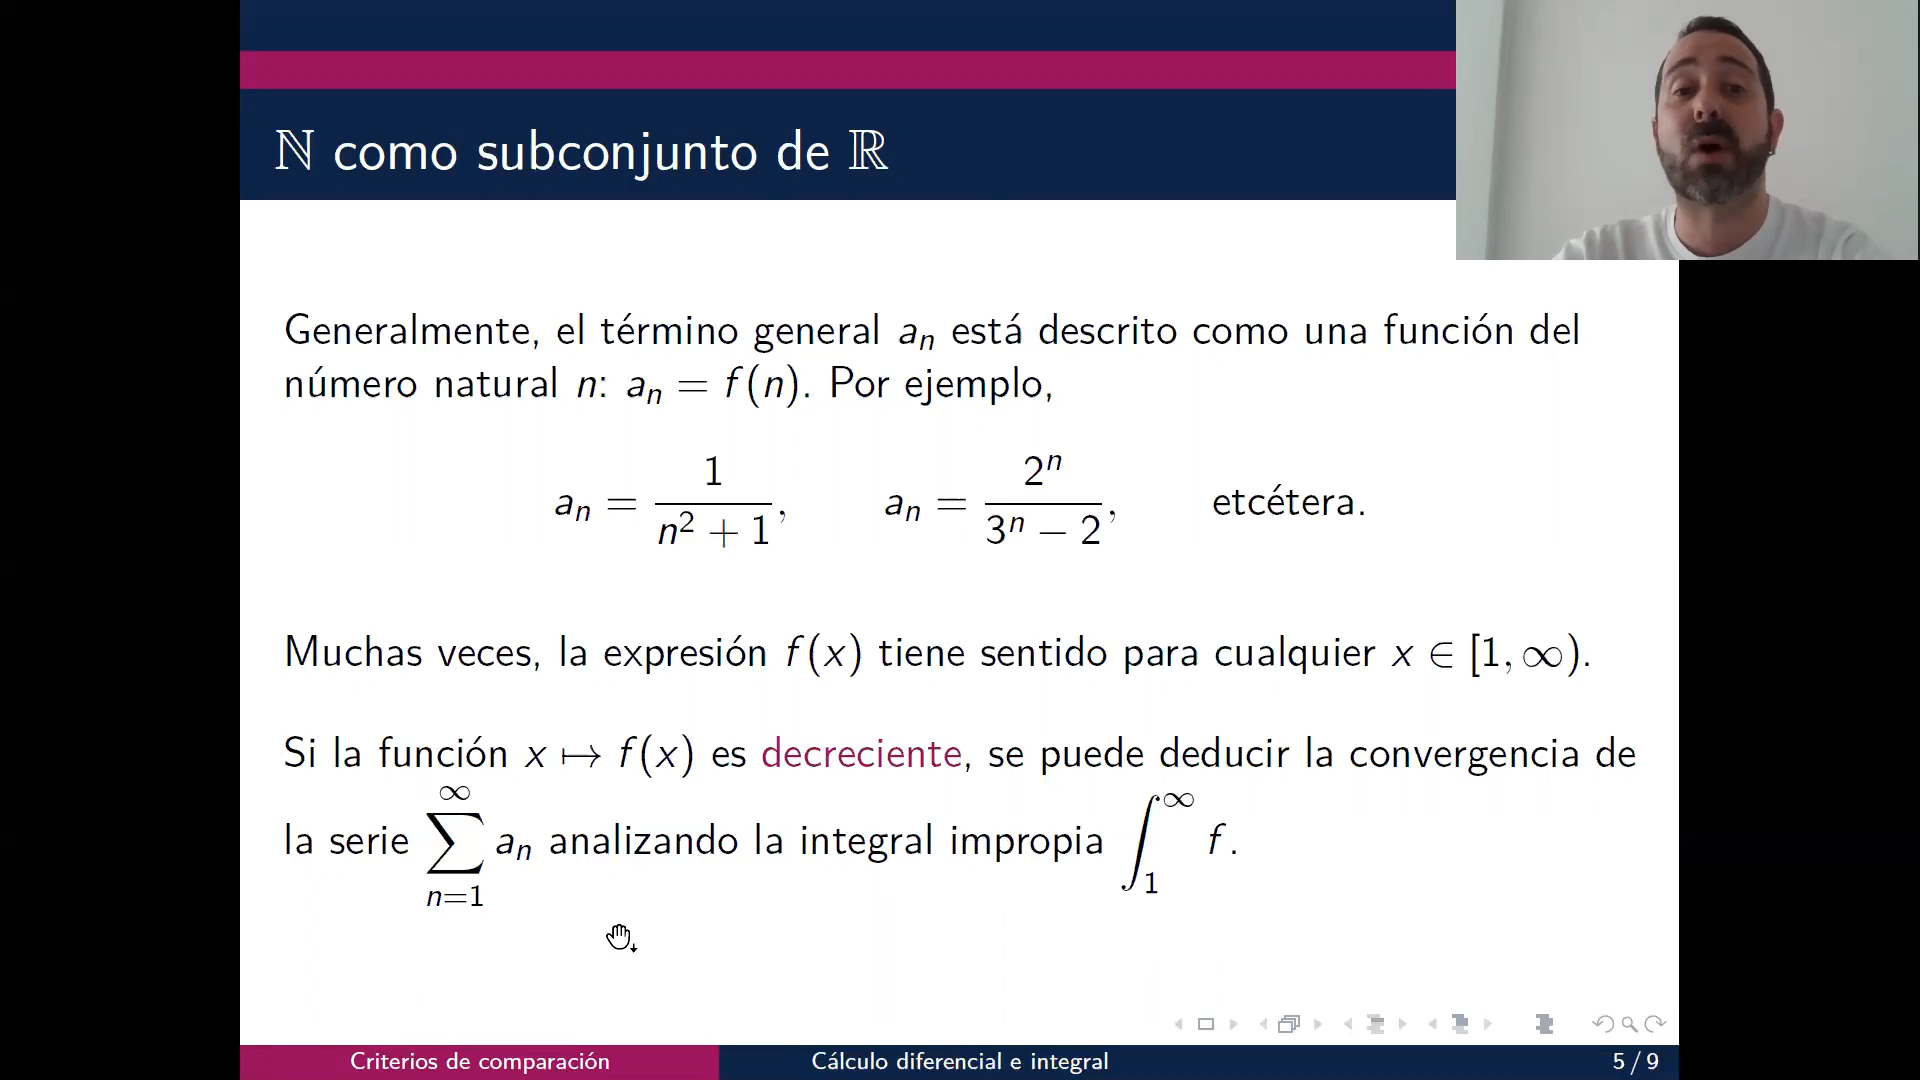 ℕ como subconjunto de ℝ
Generalmente, el término general aₙ está descrito como una función del
número natural n: aₙ = f(n). Por ejemplo,
aₙ = 1/(n² + 1), aₙ = 2ⁿ/(3ⁿ − 2), etcétera.
Muchas veces, la expresión f(x) tiene sentido para cualquier x ∈ [1, ∞).
Si la función x ↦ f(x) es decreciente, se puede deducir la convergencia de
la serie ∑_{n=1}^{∞} aₙ analizando la integral impropia ∫_{1}^{∞} f.
Criterios de comparación Cálculo diferencial e integral 5 / 9